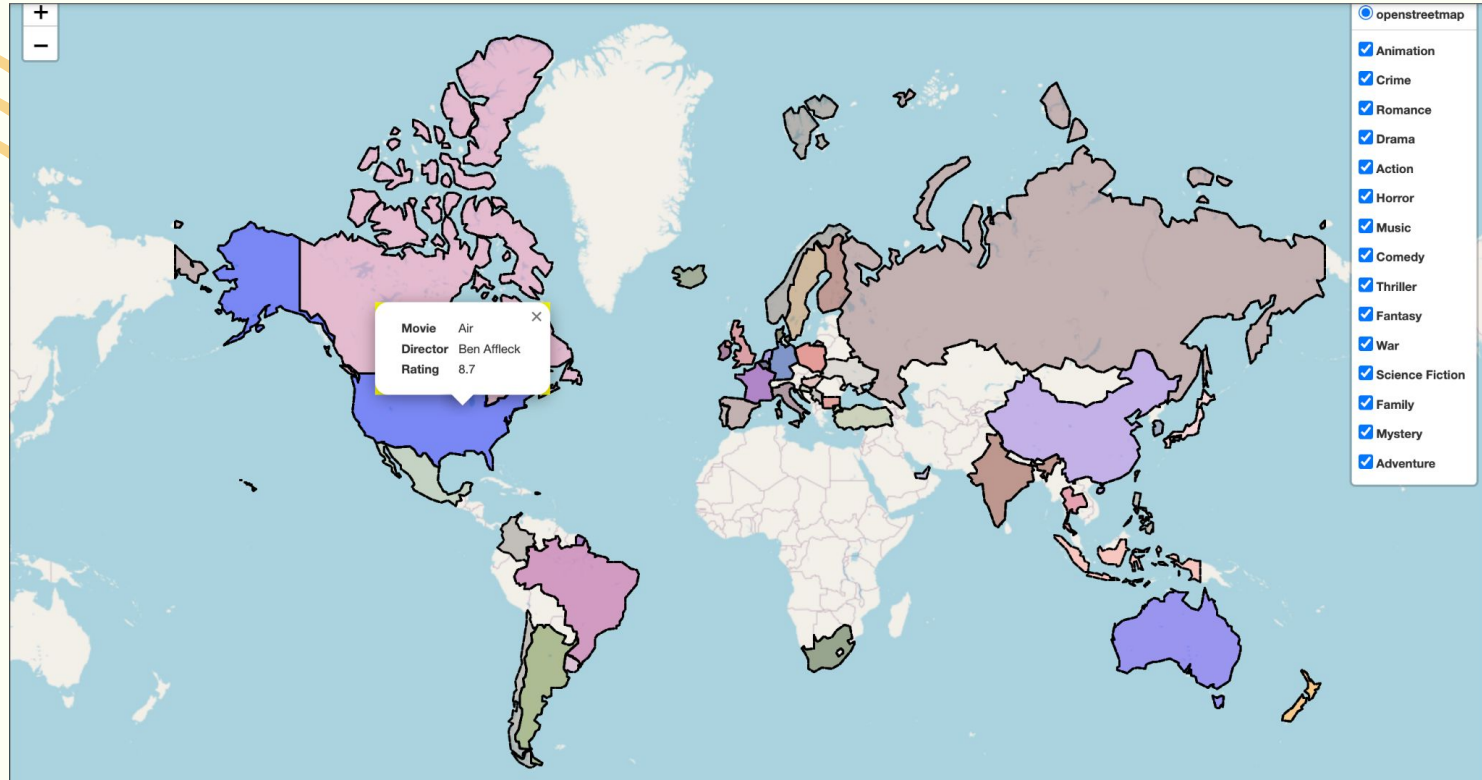 +
−
openstreetmap
Animation
Crime
Romance
Drama
Action
Horror
Music
Comedy
Thriller
Fantasy
War
Science Fiction
Family
Mystery
Adventure
×
Movie Air
Director Ben Affleck
Rating 8.7